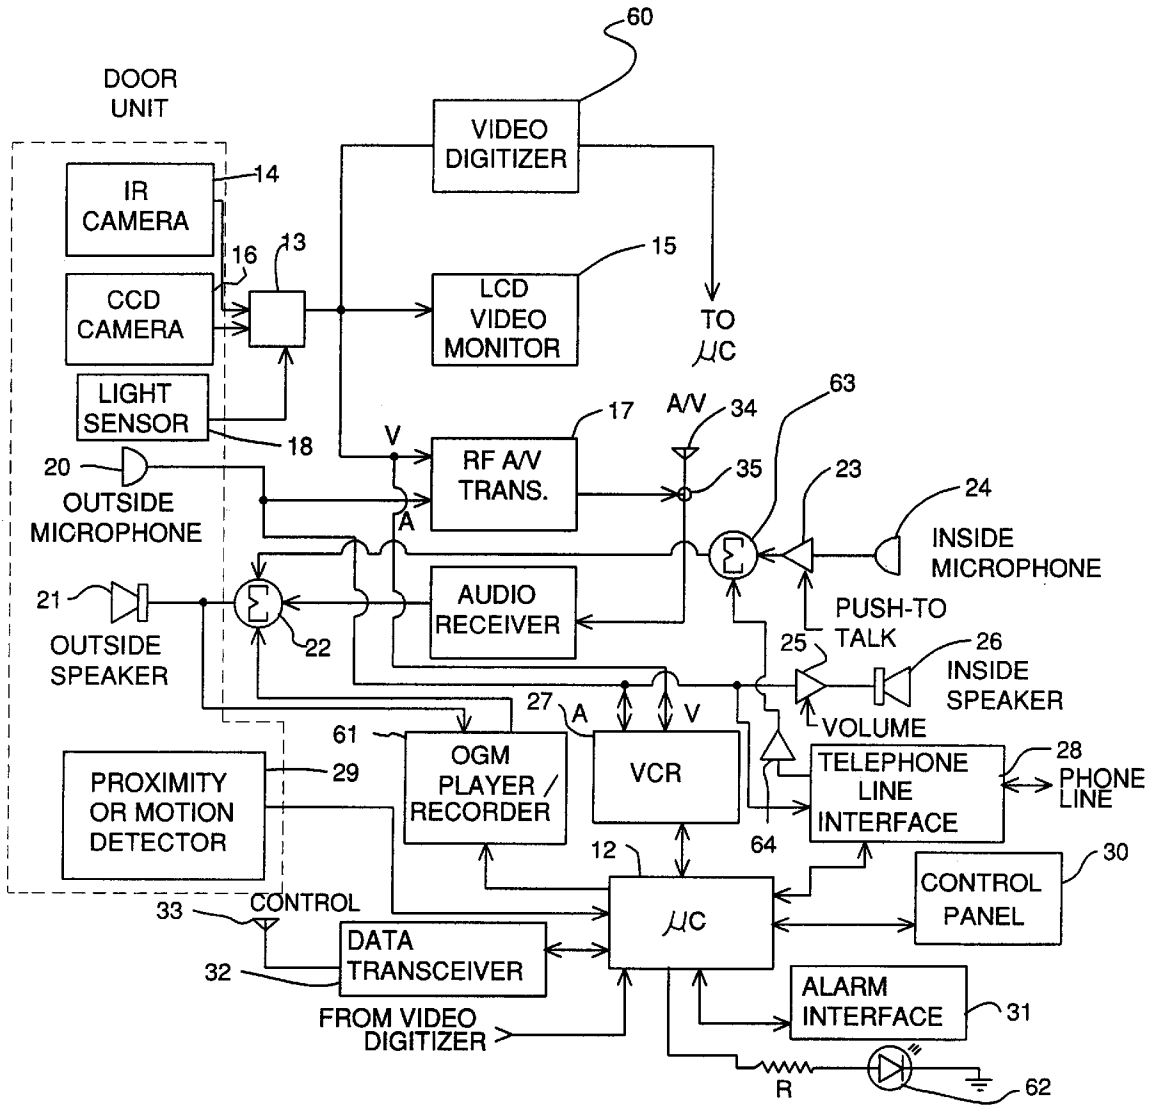 60
DOOR
UNIT
VIDEO
DIGITIZER
14
IR
CAMERA
16
13
15
CCD
CAMERA
LCD
VIDEO
MONITOR
TO
μC
LIGHT
SENSOR
18
63
A/V
34
17
V
20
RF A/V
TRANS.
35
23
24
OUTSIDE
MICROPHONE
A
INSIDE
MICROPHONE
Σ
21
AUDIO
RECEIVER
Σ
22
PUSH-TO
TALK
OUTSIDE
SPEAKER
25
26
INSIDE
SPEAKER
27
A
V
VOLUME
61
OGM
PLAYER/
RECORDER
VCR
28
TELEPHONE
LINE
INTERFACE
PHONE
LINE
29
PROXIMITY
OR MOTION
DETECTOR
64
12
30
CONTROL
PANEL
33
CONTROL
μC
DATA
TRANSCEIVER
32
ALARM
INTERFACE
31
FROM VIDEO
DIGITIZER
R
62